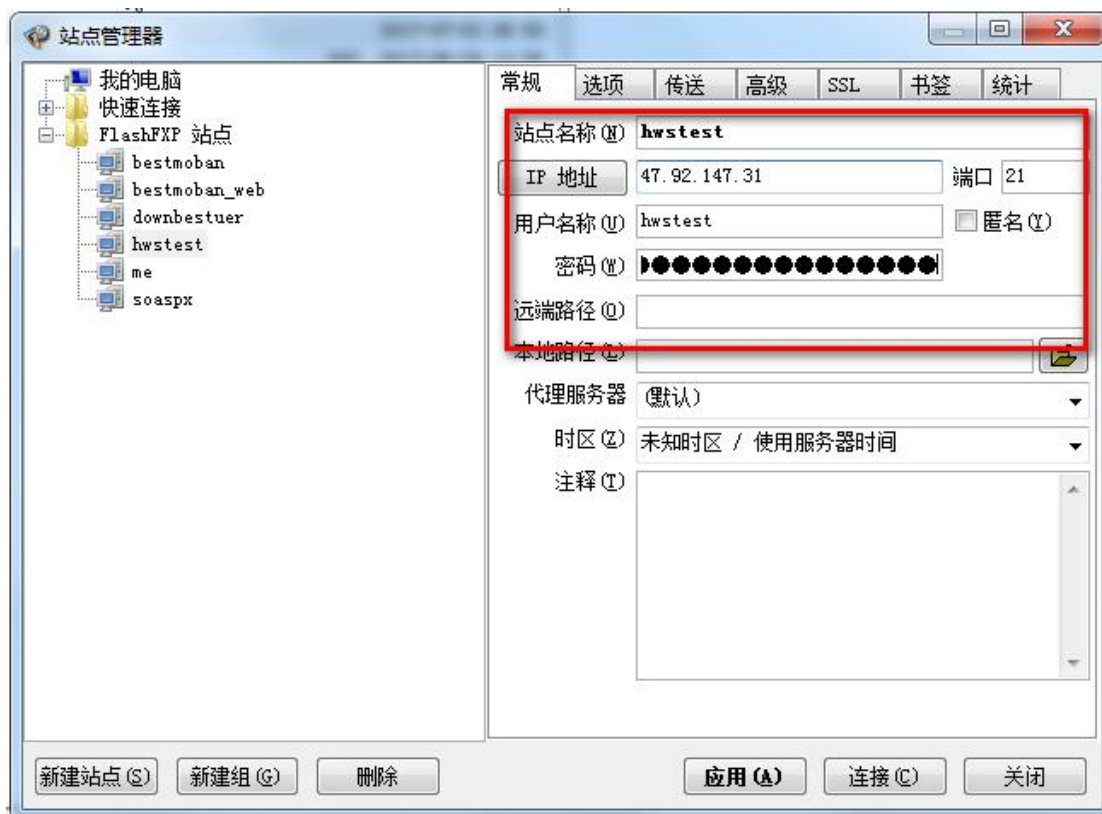 站点管理器
我的电脑
快速连接
FlashFXP 站点
bestmoban
bestmoban_web
downbestuer
hwstest
me
soaspx
常规 选项 传送 高级 SSL 书签 统计
站点名称(N) hwstest
IP 地址 47.92.147.31 端口 21
用户名称(U) hwstest 匿名(Y)
密码(W) ●●●●●●●●●●●●●●
远端路径(O)
本地路径(L)
代理服务器 (默认)
时区(Z) 未知时区 / 使用服务器时间
注释(T)
新建站点(S) 新建组(G) 删除 应用(A) 连接(C) 关闭